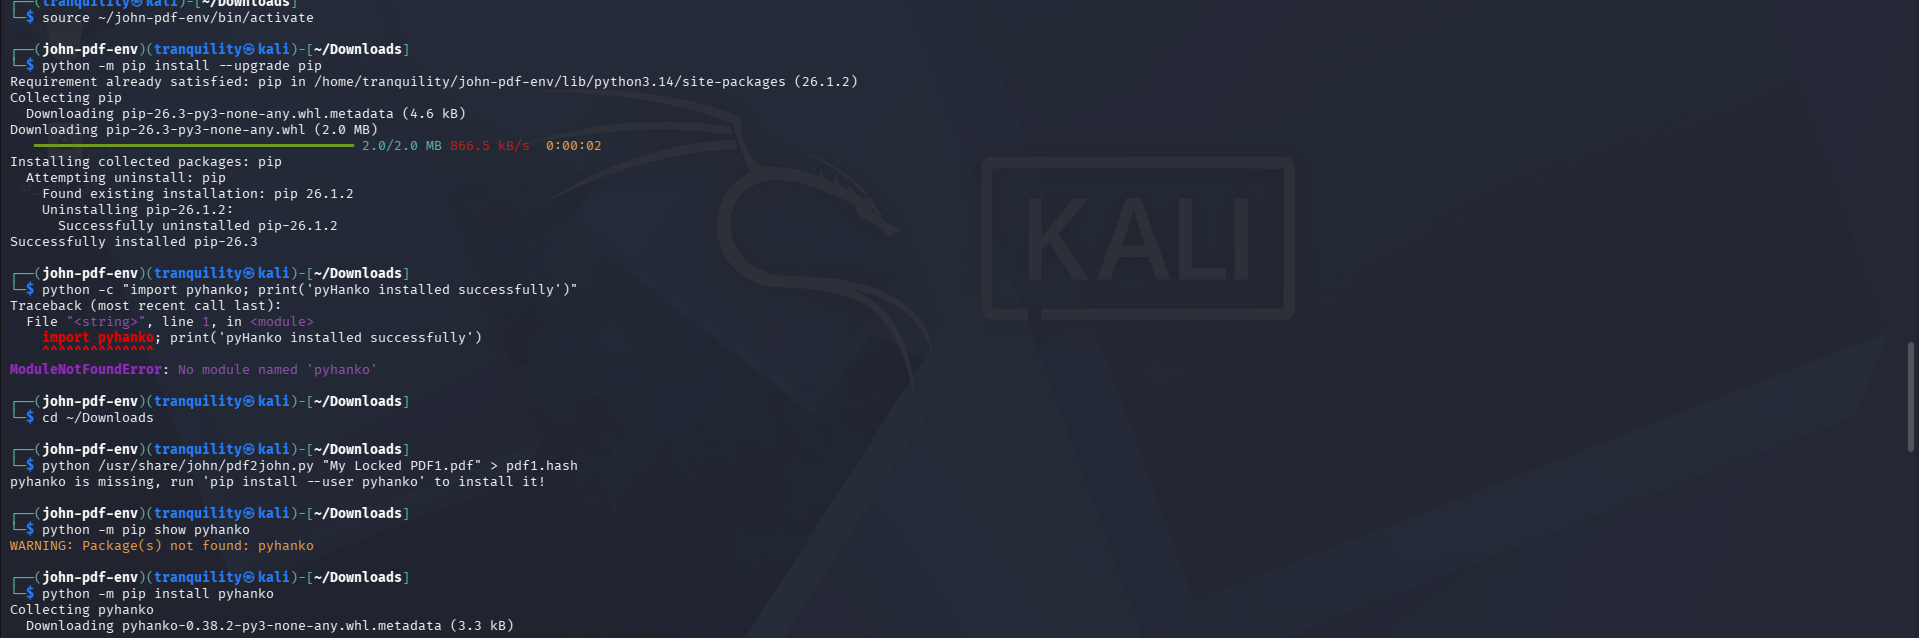 (tranquility㉿kali)-[~/Downloads]
└─$ source ~/john-pdf-env/bin/activate
┌──(john-pdf-env)(tranquility㉿kali)-[~/Downloads]
└─$ python -m pip install --upgrade pip
Requirement already satisfied: pip in /home/tranquility/john-pdf-env/lib/python3.14/site-packages (26.1.2)
Collecting pip
  Downloading pip-26.3-py3-none-any.whl.metadata (4.6 kB)
Downloading pip-26.3-py3-none-any.whl (2.0 MB)
   ━━━━━━━━━━━━━━━━━━━━━━━━━━━━━━━━━━━━━━━━ 2.0/2.0 MB 866.5 kB/s  0:00:02
Installing collected packages: pip
  Attempting uninstall: pip
    Found existing installation: pip 26.1.2
    Uninstalling pip-26.1.2:
      Successfully uninstalled pip-26.1.2
Successfully installed pip-26.3
┌──(john-pdf-env)(tranquility㉿kali)-[~/Downloads]
└─$ python -c "import pyhanko; print('pyHanko installed successfully')"
Traceback (most recent call last):
  File "<string>", line 1, in <module>
    import pyhanko; print('pyHanko installed successfully')
    ^^^^^^^^^^^^^^
ModuleNotFoundError: No module named 'pyhanko'
┌──(john-pdf-env)(tranquility㉿kali)-[~/Downloads]
└─$ cd ~/Downloads
┌──(john-pdf-env)(tranquility㉿kali)-[~/Downloads]
└─$ python /usr/share/john/pdf2john.py "My Locked PDF1.pdf" > pdf1.hash
pyhanko is missing, run 'pip install --user pyhanko' to install it!
┌──(john-pdf-env)(tranquility㉿kali)-[~/Downloads]
└─$ python -m pip show pyhanko
WARNING: Package(s) not found: pyhanko
┌──(john-pdf-env)(tranquility㉿kali)-[~/Downloads]
└─$ python -m pip install pyhanko
Collecting pyhanko
  Downloading pyhanko-0.38.2-py3-none-any.whl.metadata (3.3 kB)
KALI